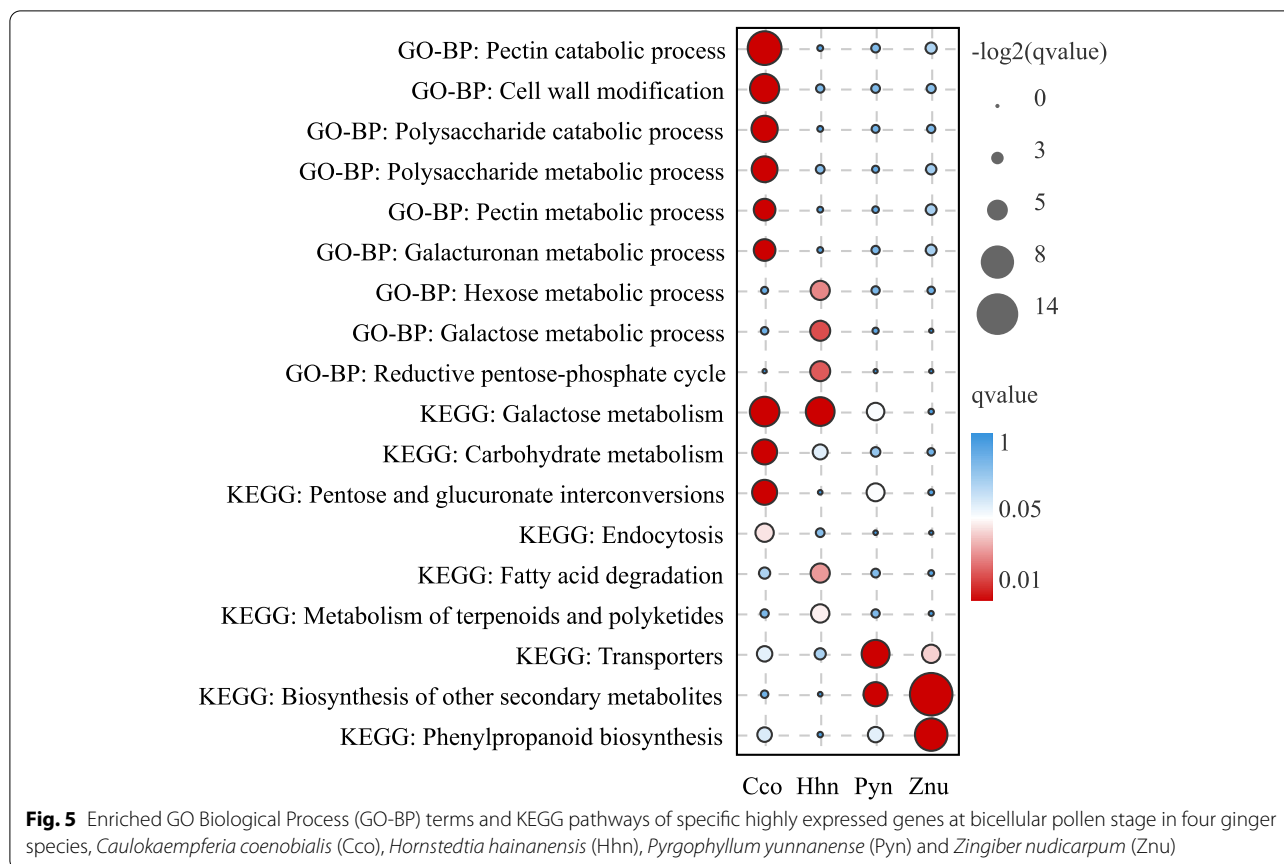 GO-BP: Pectin catabolic process
GO-BP: Cell wall modification
GO-BP: Polysaccharide catabolic process
GO-BP: Polysaccharide metabolic process
GO-BP: Pectin metabolic process
GO-BP: Galacturonan metabolic process
GO-BP: Hexose metabolic process
GO-BP: Galactose metabolic process
GO-BP: Reductive pentose-phosphate cycle
KEGG: Galactose metabolism
KEGG: Carbohydrate metabolism
KEGG: Pentose and glucuronate interconversions
KEGG: Endocytosis
KEGG: Fatty acid degradation
KEGG: Metabolism of terpenoids and polyketides
KEGG: Transporters
KEGG: Biosynthesis of other secondary metabolites
KEGG: Phenylpropanoid biosynthesis
Cco Hhn Pyn Znu
-log2(qvalue)
0
3
5
8
14
qvalue
1
0.05
0.01
Fig. 5 Enriched GO Biological Process (GO-BP) terms and KEGG pathways of specific highly expressed genes at bicellular pollen stage in four ginger
species, Caulokaempferia coenobialis (Cco), Hornstedtia hainanensis (Hhn), Pyrgophyllum yunnanense (Pyn) and Zingiber nudicarpum (Znu)